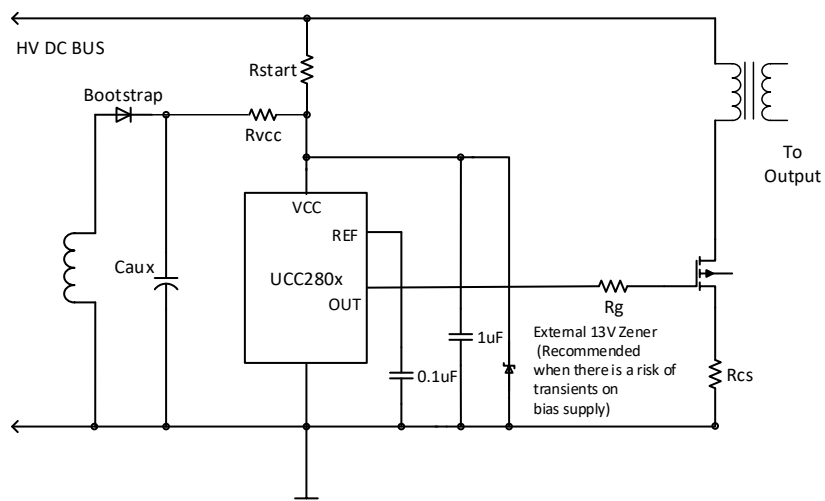 HV DC BUS
Rstart
Bootstrap
Rvcc
To
Output
VCC
REF
Caux
UCC280x
OUT
Rg
1uF
External 13V Zener
(Recommended
when there is a risk of
transients on
bias supply)
0.1uF
Rcs